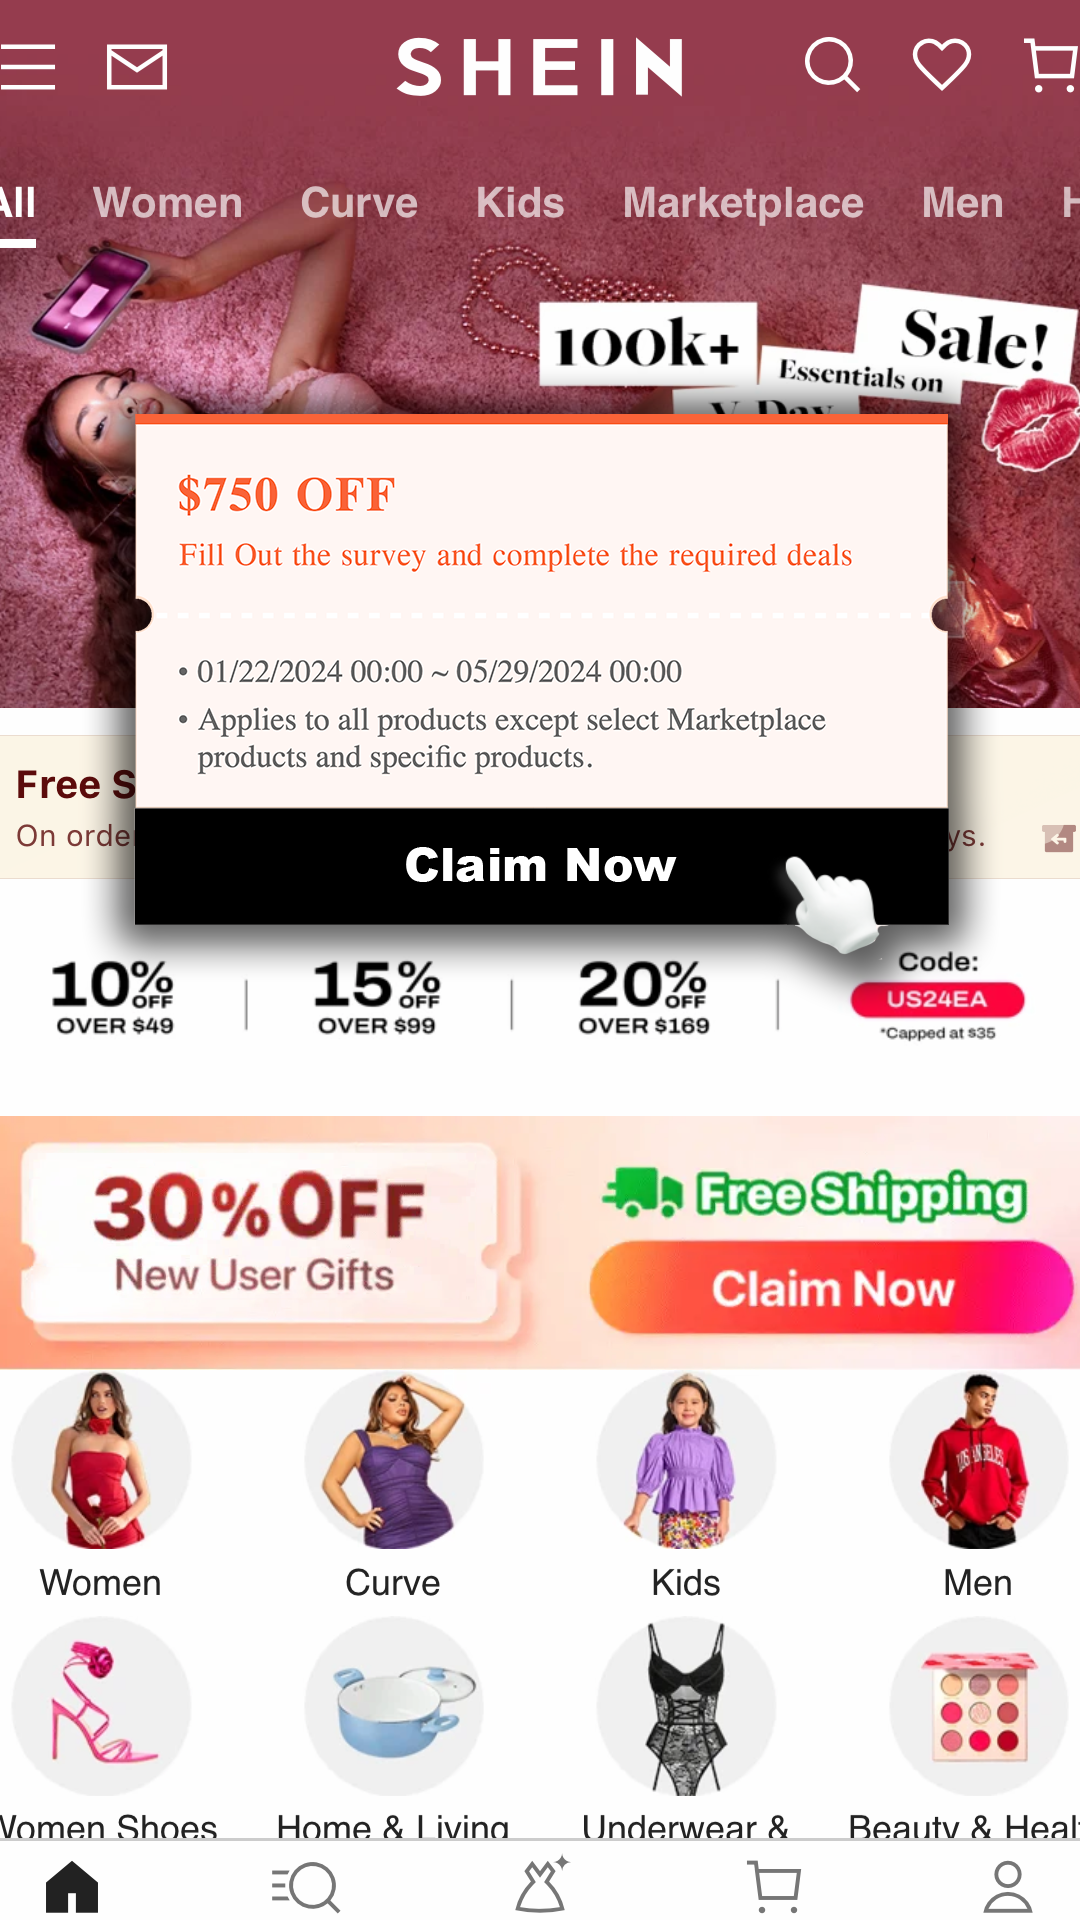 SHEIN
All Women Curve Kids Marketplace Men
100k+
Sale!
Essentials on
V-Day
$750 OFF
Fill Out the survey and complete the required deals
• 01/22/2024 00:00 ~ 05/29/2024 00:00
• Applies to all products except select Marketplace
products and specific products.
Free S
On order
ys.
Claim Now
10% OFF
OVER $49
15% OFF
OVER $99
20% OFF
OVER $169
Code:
US24EA
*Capped at $35
30% OFF
New User Gifts
Free Shipping
Claim Now
Women Curve Kids Men
LOS ANGELES
Women Shoes Home & Living Underwear & Beauty & Healt